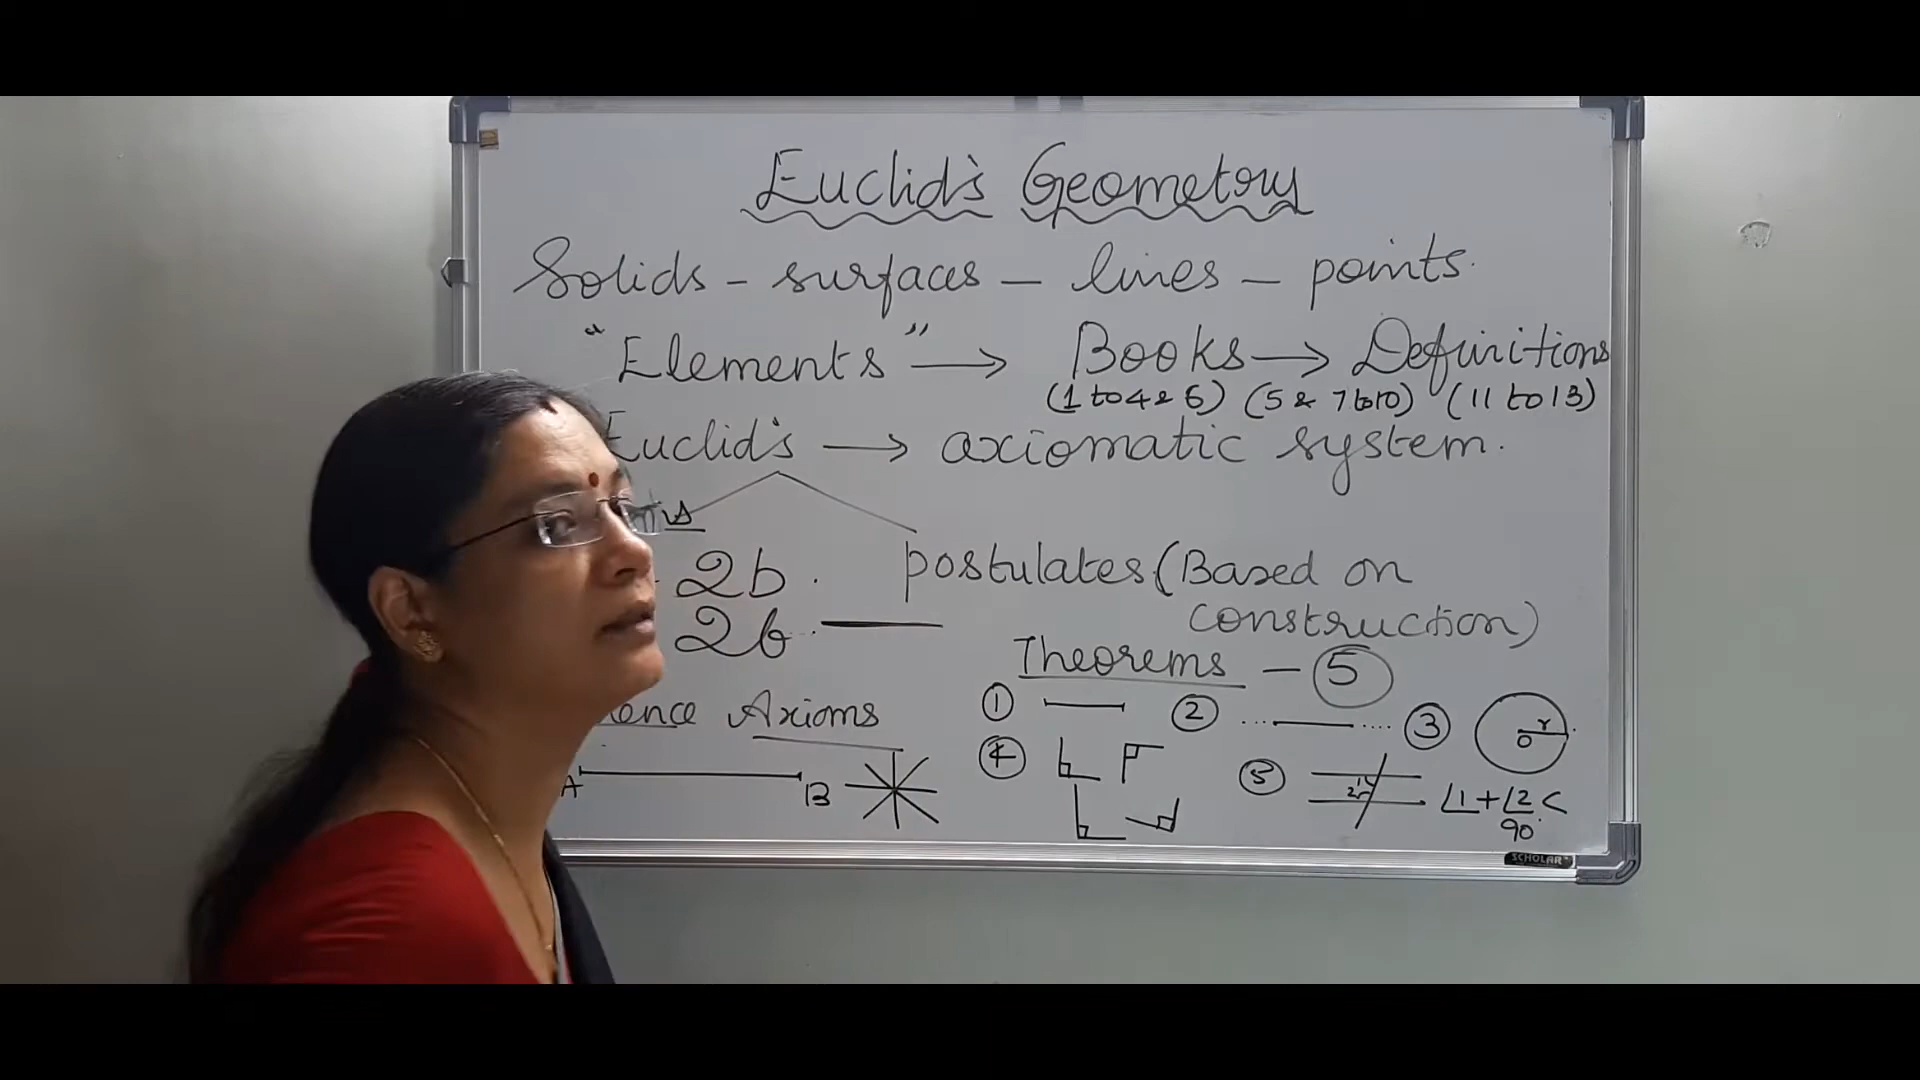 Euclid's Geometry
Solids - surfaces - lines - points.
"Elements" → Books → Definitions
(1 to 4 & 6) (5 & 7 to 10) (11 to 13)
Euclid's → axiomatic system.
2b.
2b.
postulates (Based on
construction)
Theorems - 5
Axioms
1 2 3 r
O
4 5 1
2
A B
∠1 + ∠2 <
90.
SCHOLAR